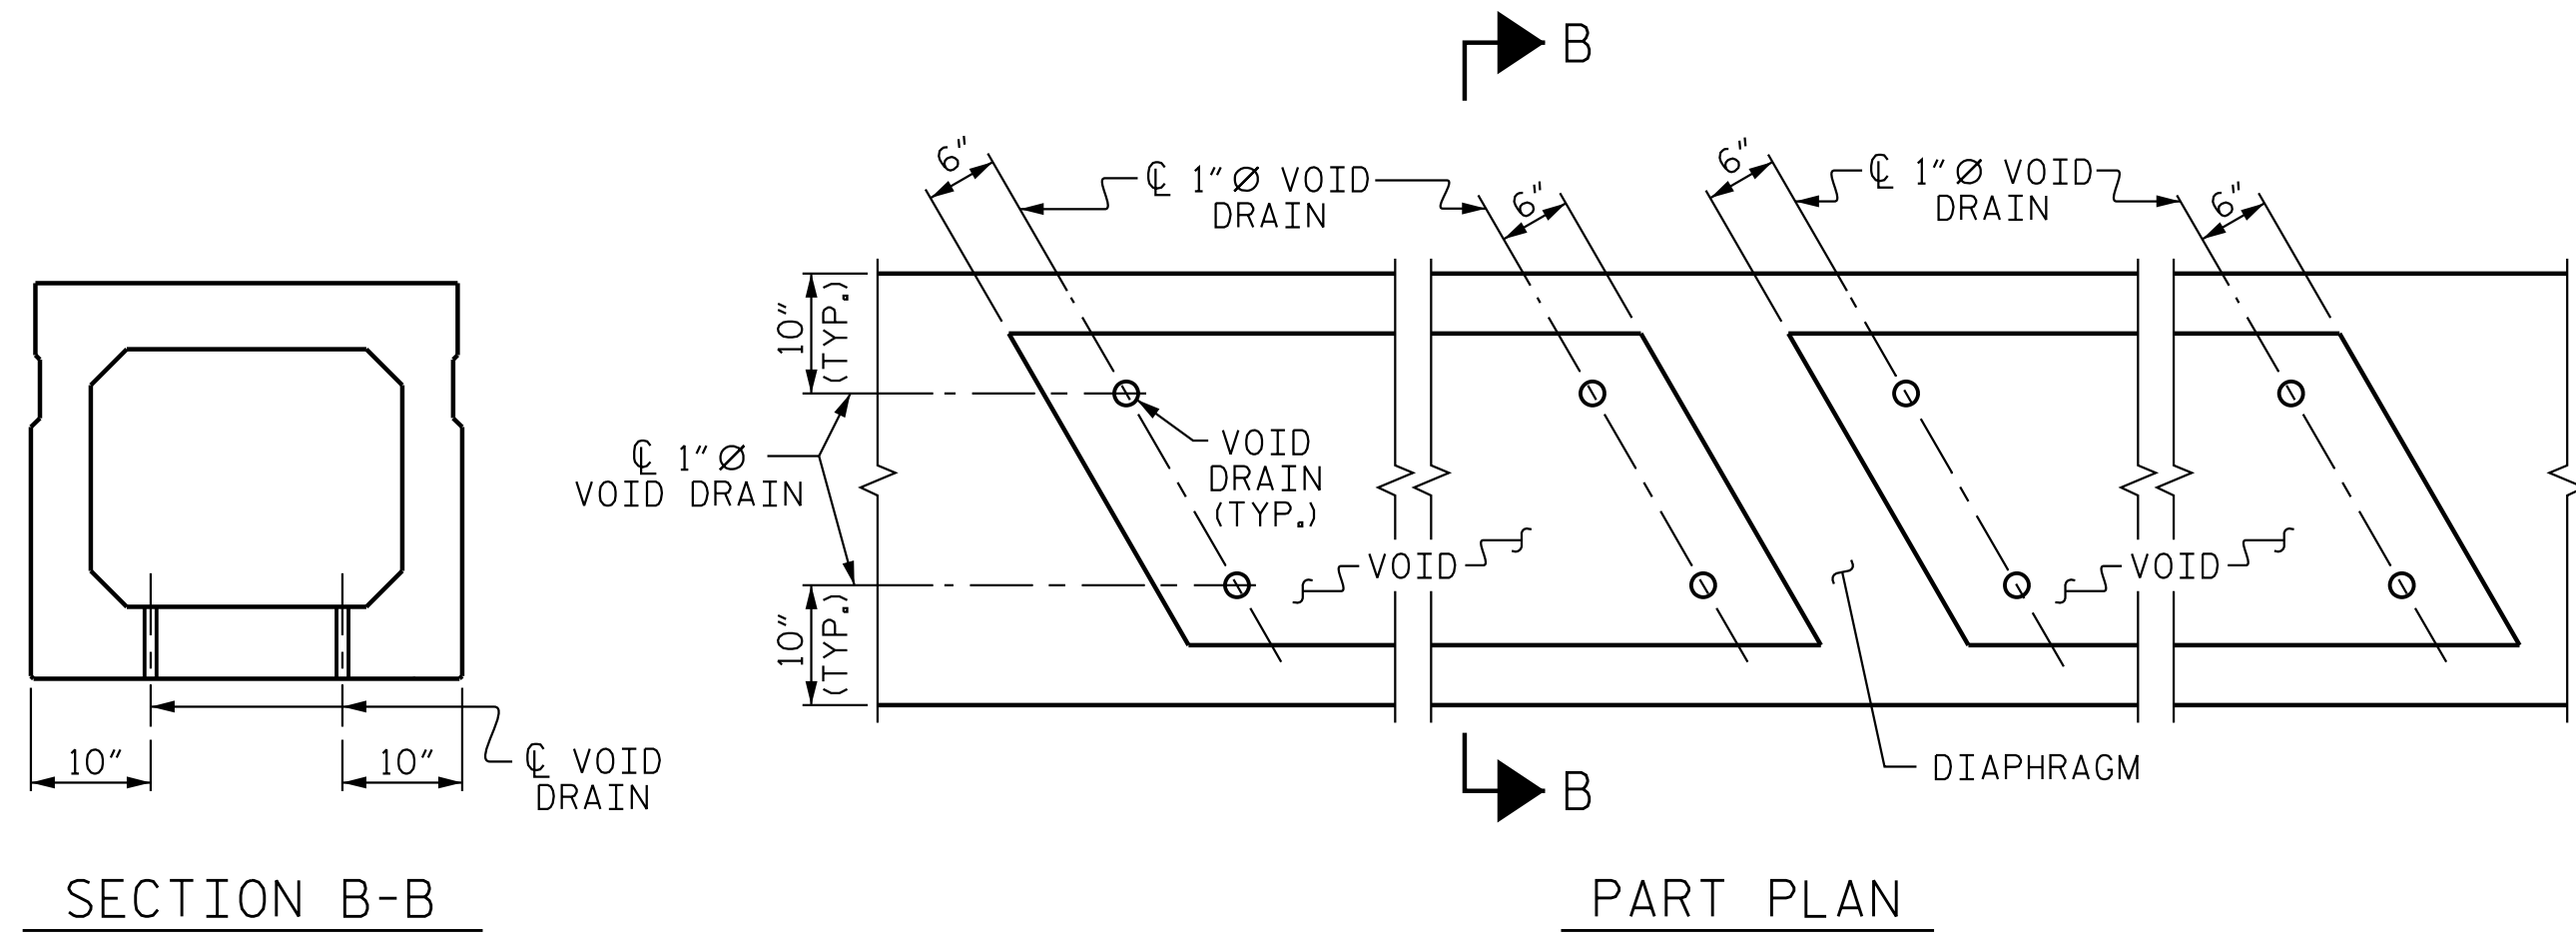 B
6"
℄ 1"Ø VOID
DRAIN
6"
6"
℄ 1"Ø VOID
DRAIN
6"
10"
(TYP.)
℄ 1"Ø
VOID DRAIN
VOID
DRAIN
(TYP.)
VOID
VOID
10"
(TYP.)
10"
10"
℄ VOID
DRAIN
DIAPHRAGM
B
SECTION B-B
PART PLAN